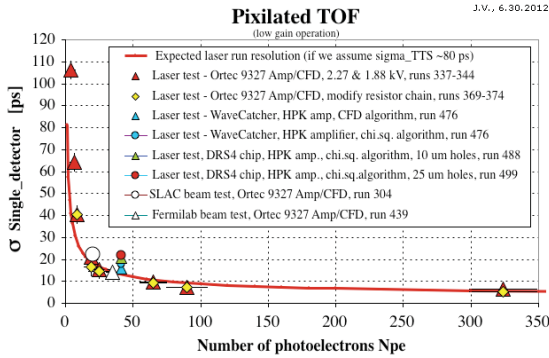 J.V., 6.30.2012
Pixilated TOF
(low gain operation)
120
110
100
90
80
70
60
50
40
30
20
10
0
σ Single_detector [ps]
Expected laser run resolution (if we assume sigma_TTS ~80 ps)
Laser test - Ortec 9327 Amp/CFD, 2.27 & 1.88 kV, runs 337-344
Laser test - Ortec 9327 Amp/CFD, modify resistor chain, runs 369-374
Laser test - WaveCatcher, HPK amp, CFD algorithm, run 476
Laser test - WaveCatcher, HPK amplifier, chi.sq. algorithm, run 476
Laser test, DRS4 chip, HPK amp., chi.sq. algorithm, 10 um holes, run 488
Laser test, DRS4 chip, HPK amp., chi.sq.algorithm, 25 um holes, run 499
SLAC beam test, Ortec 9327 Amp/CFD, run 304
Fermilab beam test, Ortec 9327 Amp/CFD, run 439
0 50 100 150 200 250 300 350
Number of photoelectrons Npe